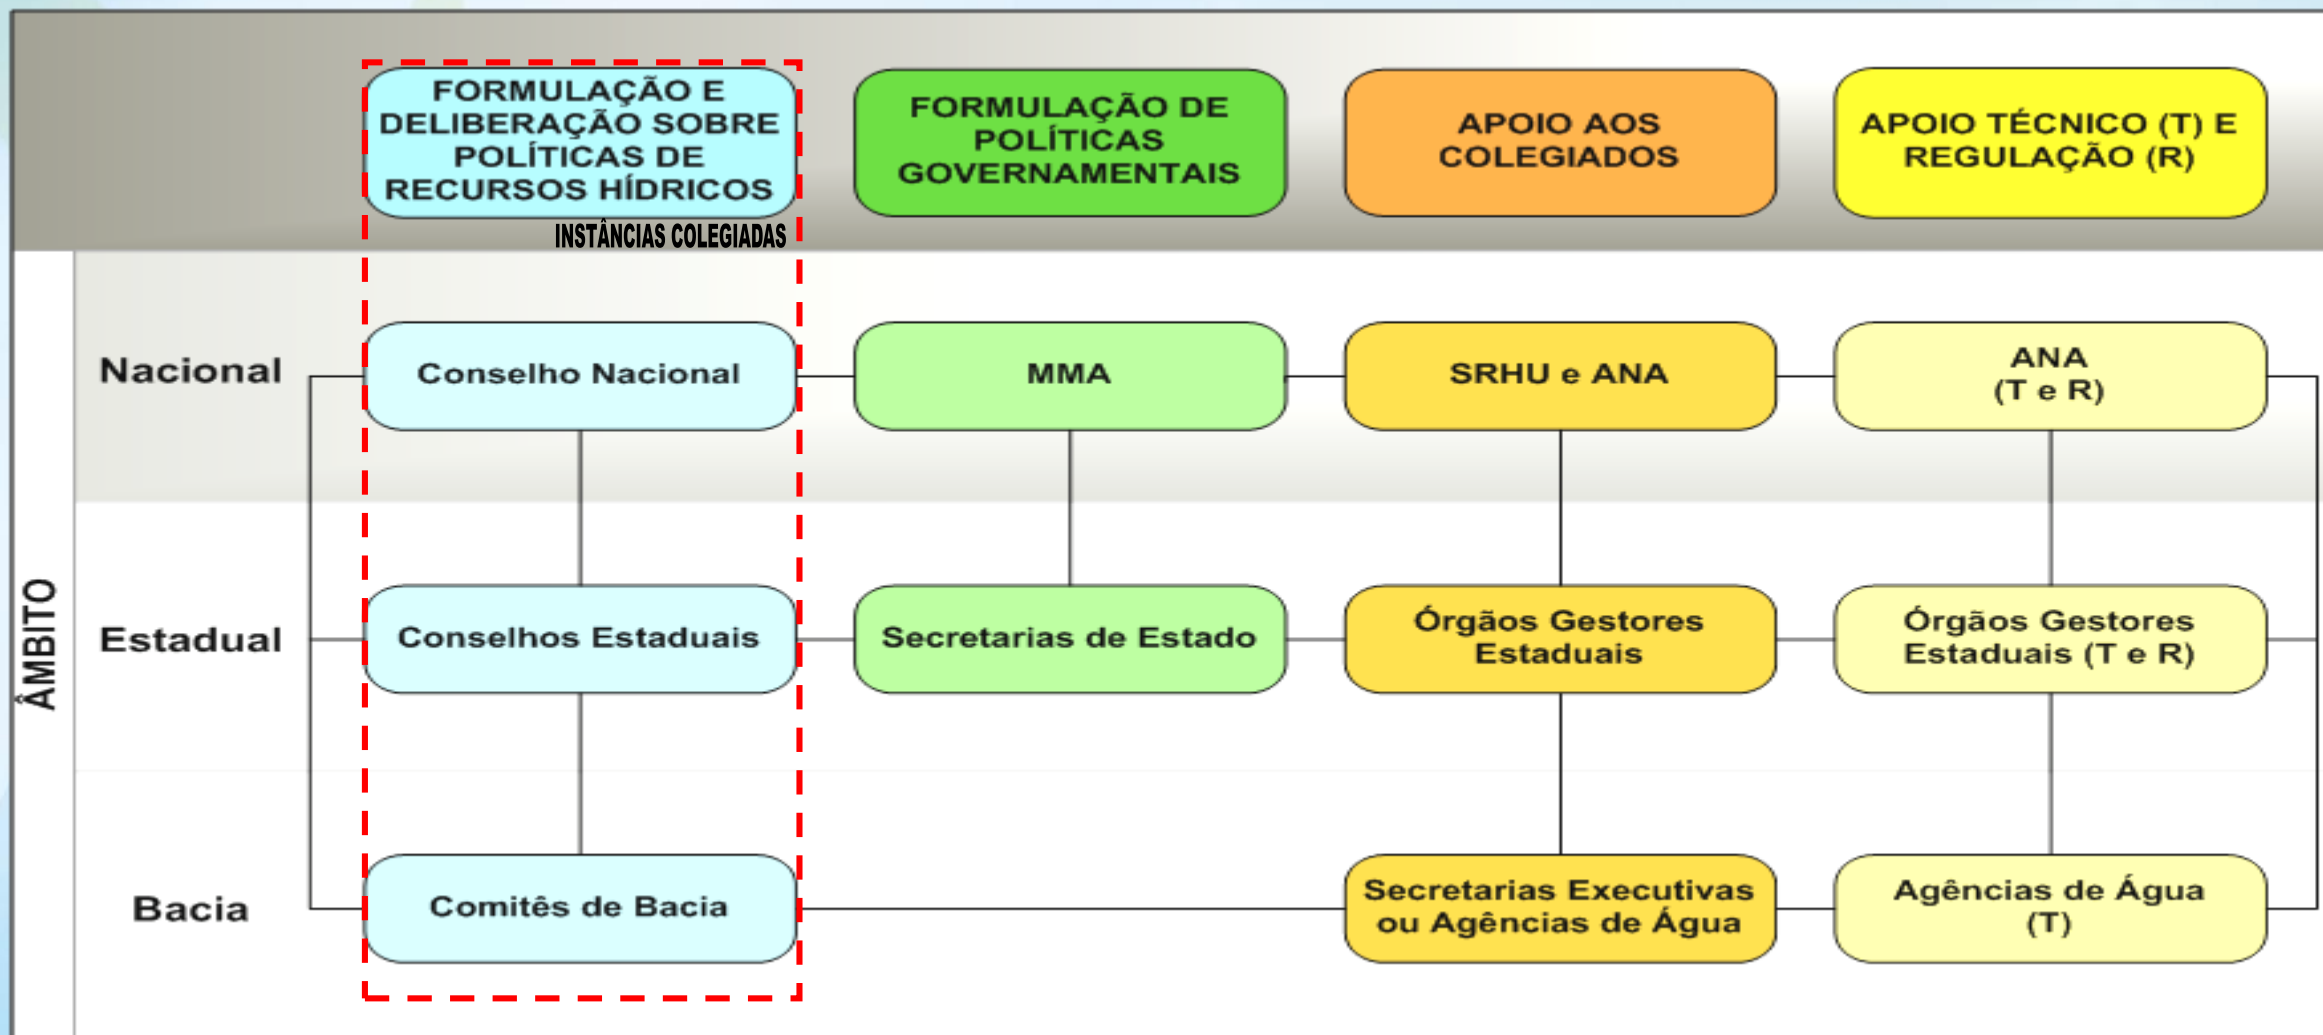 FORMULAÇÃO E
DELIBERAÇÃO SOBRE
POLÍTICAS DE
RECURSOS HÍDRICOS
INSTÂNCIAS COLEGIADAS
FORMULAÇÃO DE
POLÍTICAS
GOVERNAMENTAIS
APOIO AOS
COLEGIADOS
APOIO TÉCNICO (T) E
REGULAÇÃO (R)
ÂMBITO
Nacional
Conselho Nacional
MMA
SRHU e ANA
ANA
(T e R)
Estadual
Conselhos Estaduais
Secretarias de Estado
Órgãos Gestores
Estaduais
Órgãos Gestores
Estaduais (T e R)
Bacia
Comitês de Bacia
Secretarias Executivas
ou Agências de Água
Agências de Água
(T)